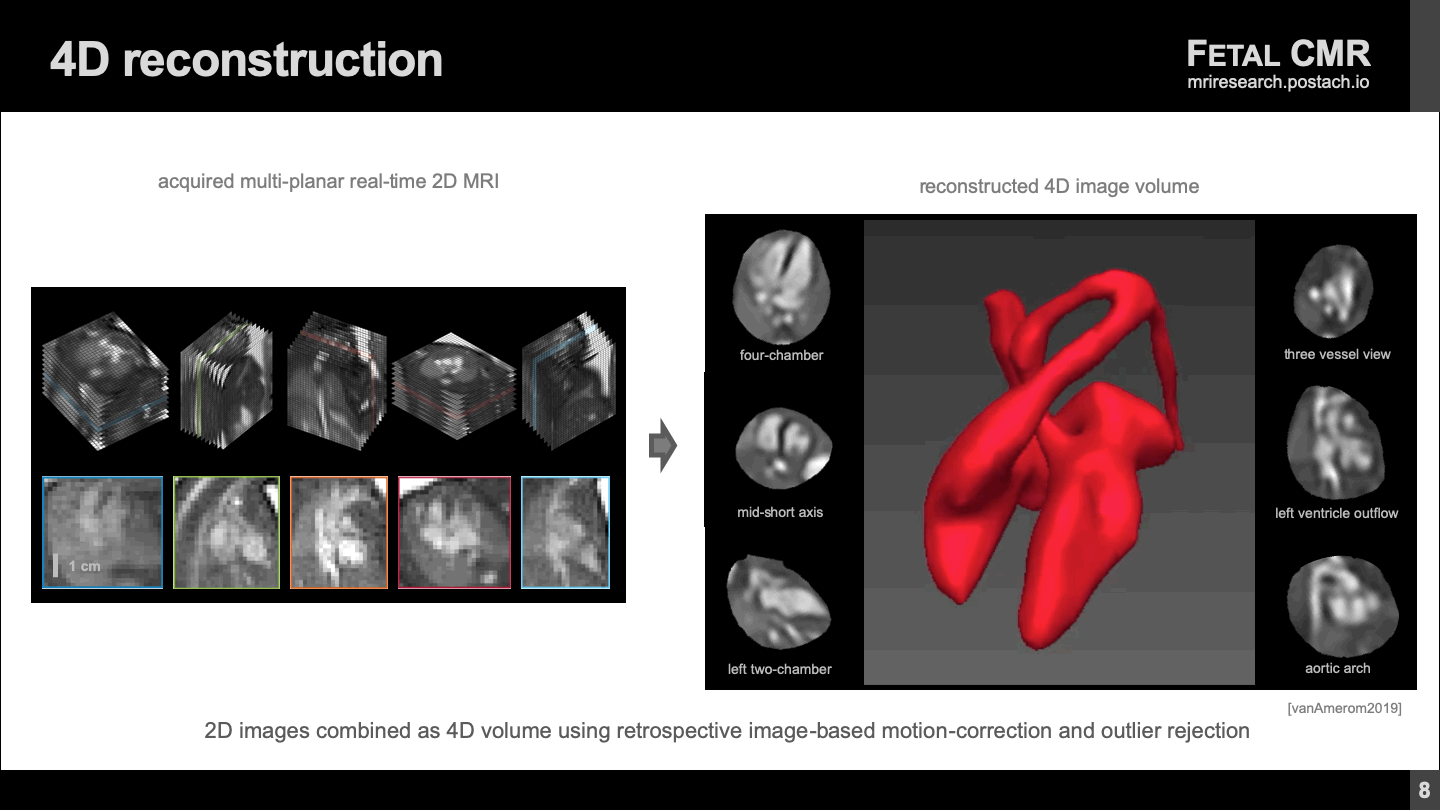 4D reconstruction
FETAL CMR
mriresearch.postach.io
acquired multi-planar real-time 2D MRI
1 cm
reconstructed 4D image volume
four-chamber
mid-short axis
left two-chamber
three vessel view
left ventricle outflow
aortic arch
[vanAmerom2019]
2D images combined as 4D volume using retrospective image-based motion-correction and outlier rejection
8